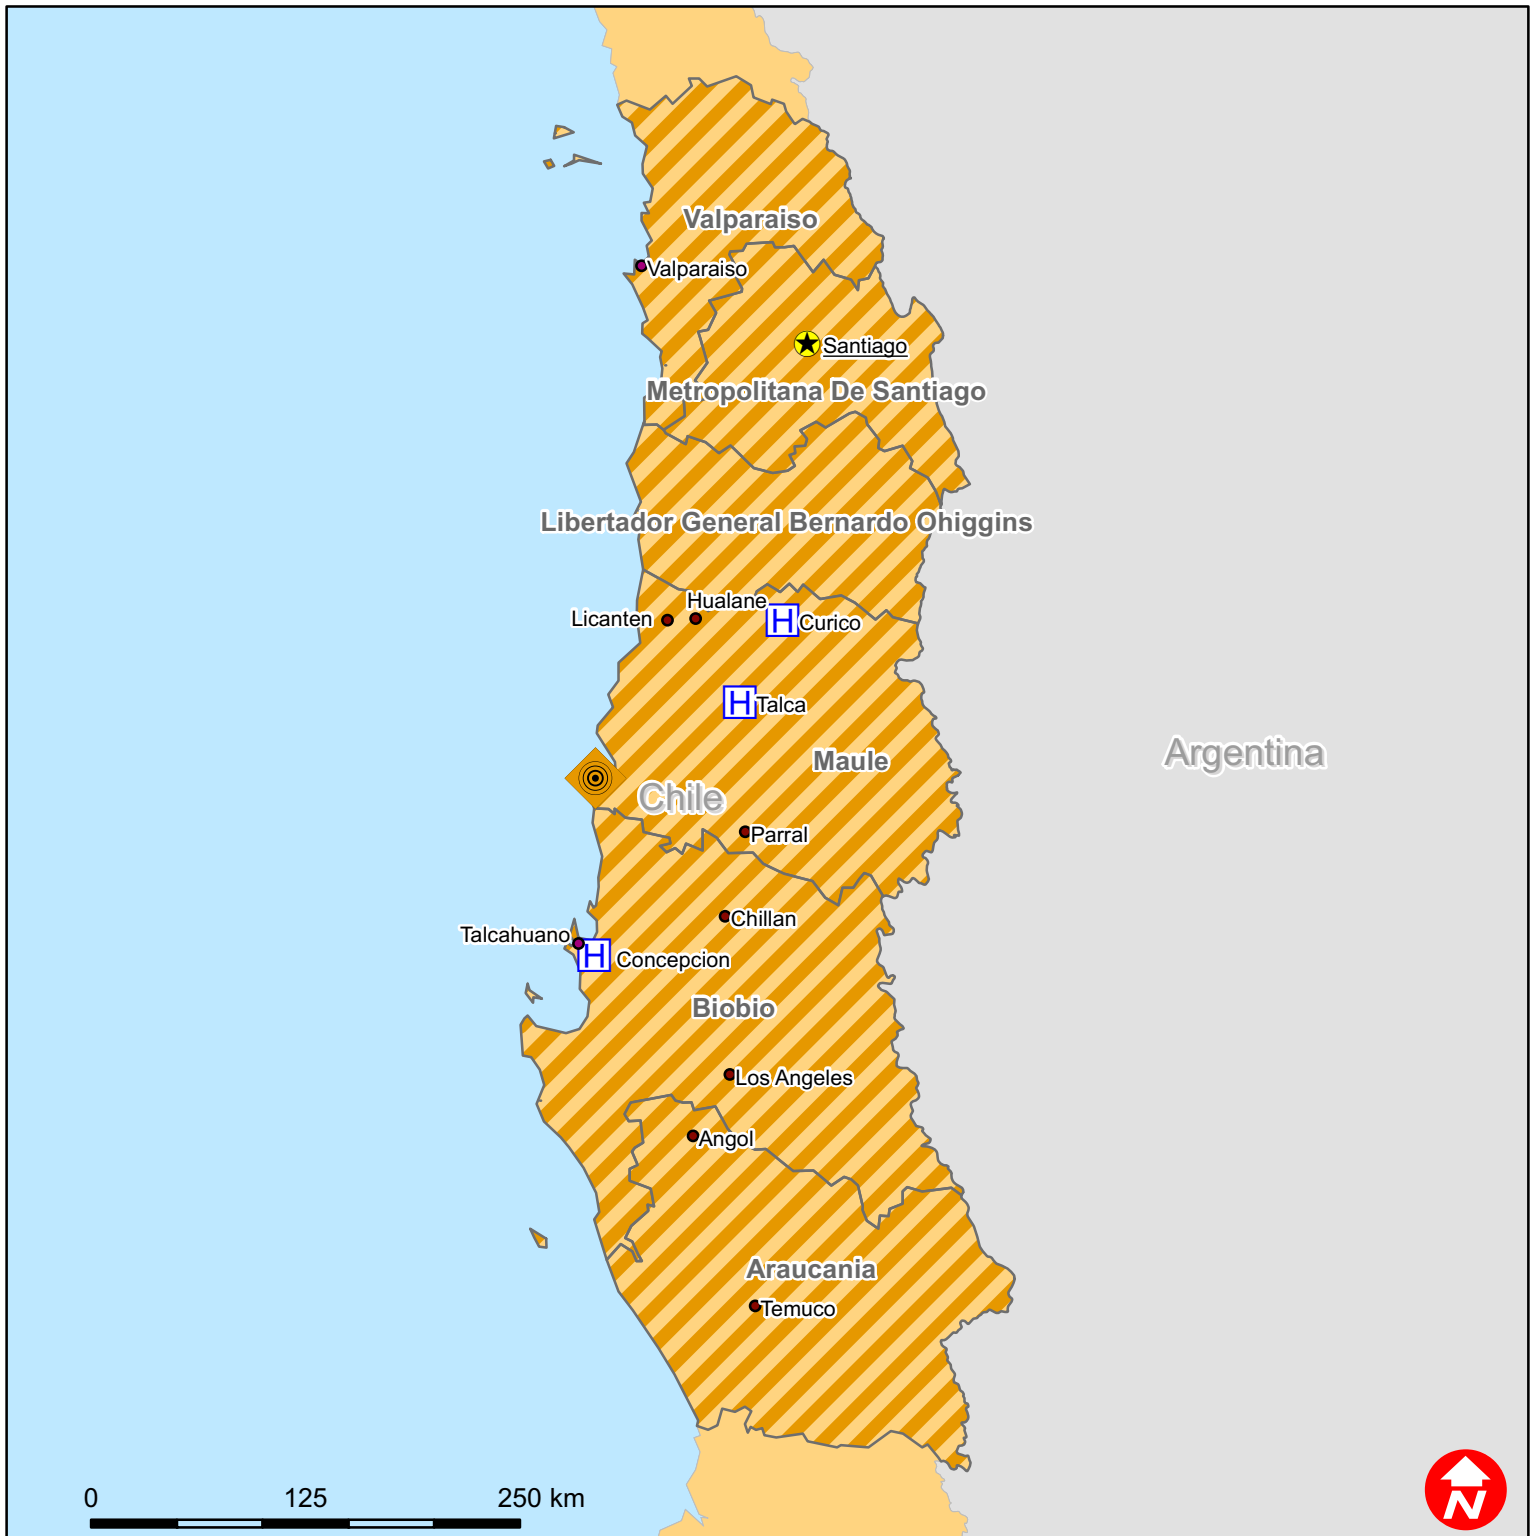 Valparaiso
Valparaiso
Santiago
Metropolitana De Santiago
Libertador General Bernardo Ohiggins
Hualane
Licanten
H Curico
H Talca
Argentina
Maule
Chile
Parral
Chillan
Talcahuano
H Concepcion
Biobio
Los Angeles
Angol
Araucania
Temuco
0 125 250 km
N